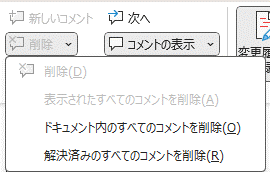 新しいコメント
次へ
削除
コメントの表示
変更履
削除(D)
表示されたすべてのコメントを削除(A)
ドキュメント内のすべてのコメントを削除(O)
解決済みのすべてのコメントを削除(R)